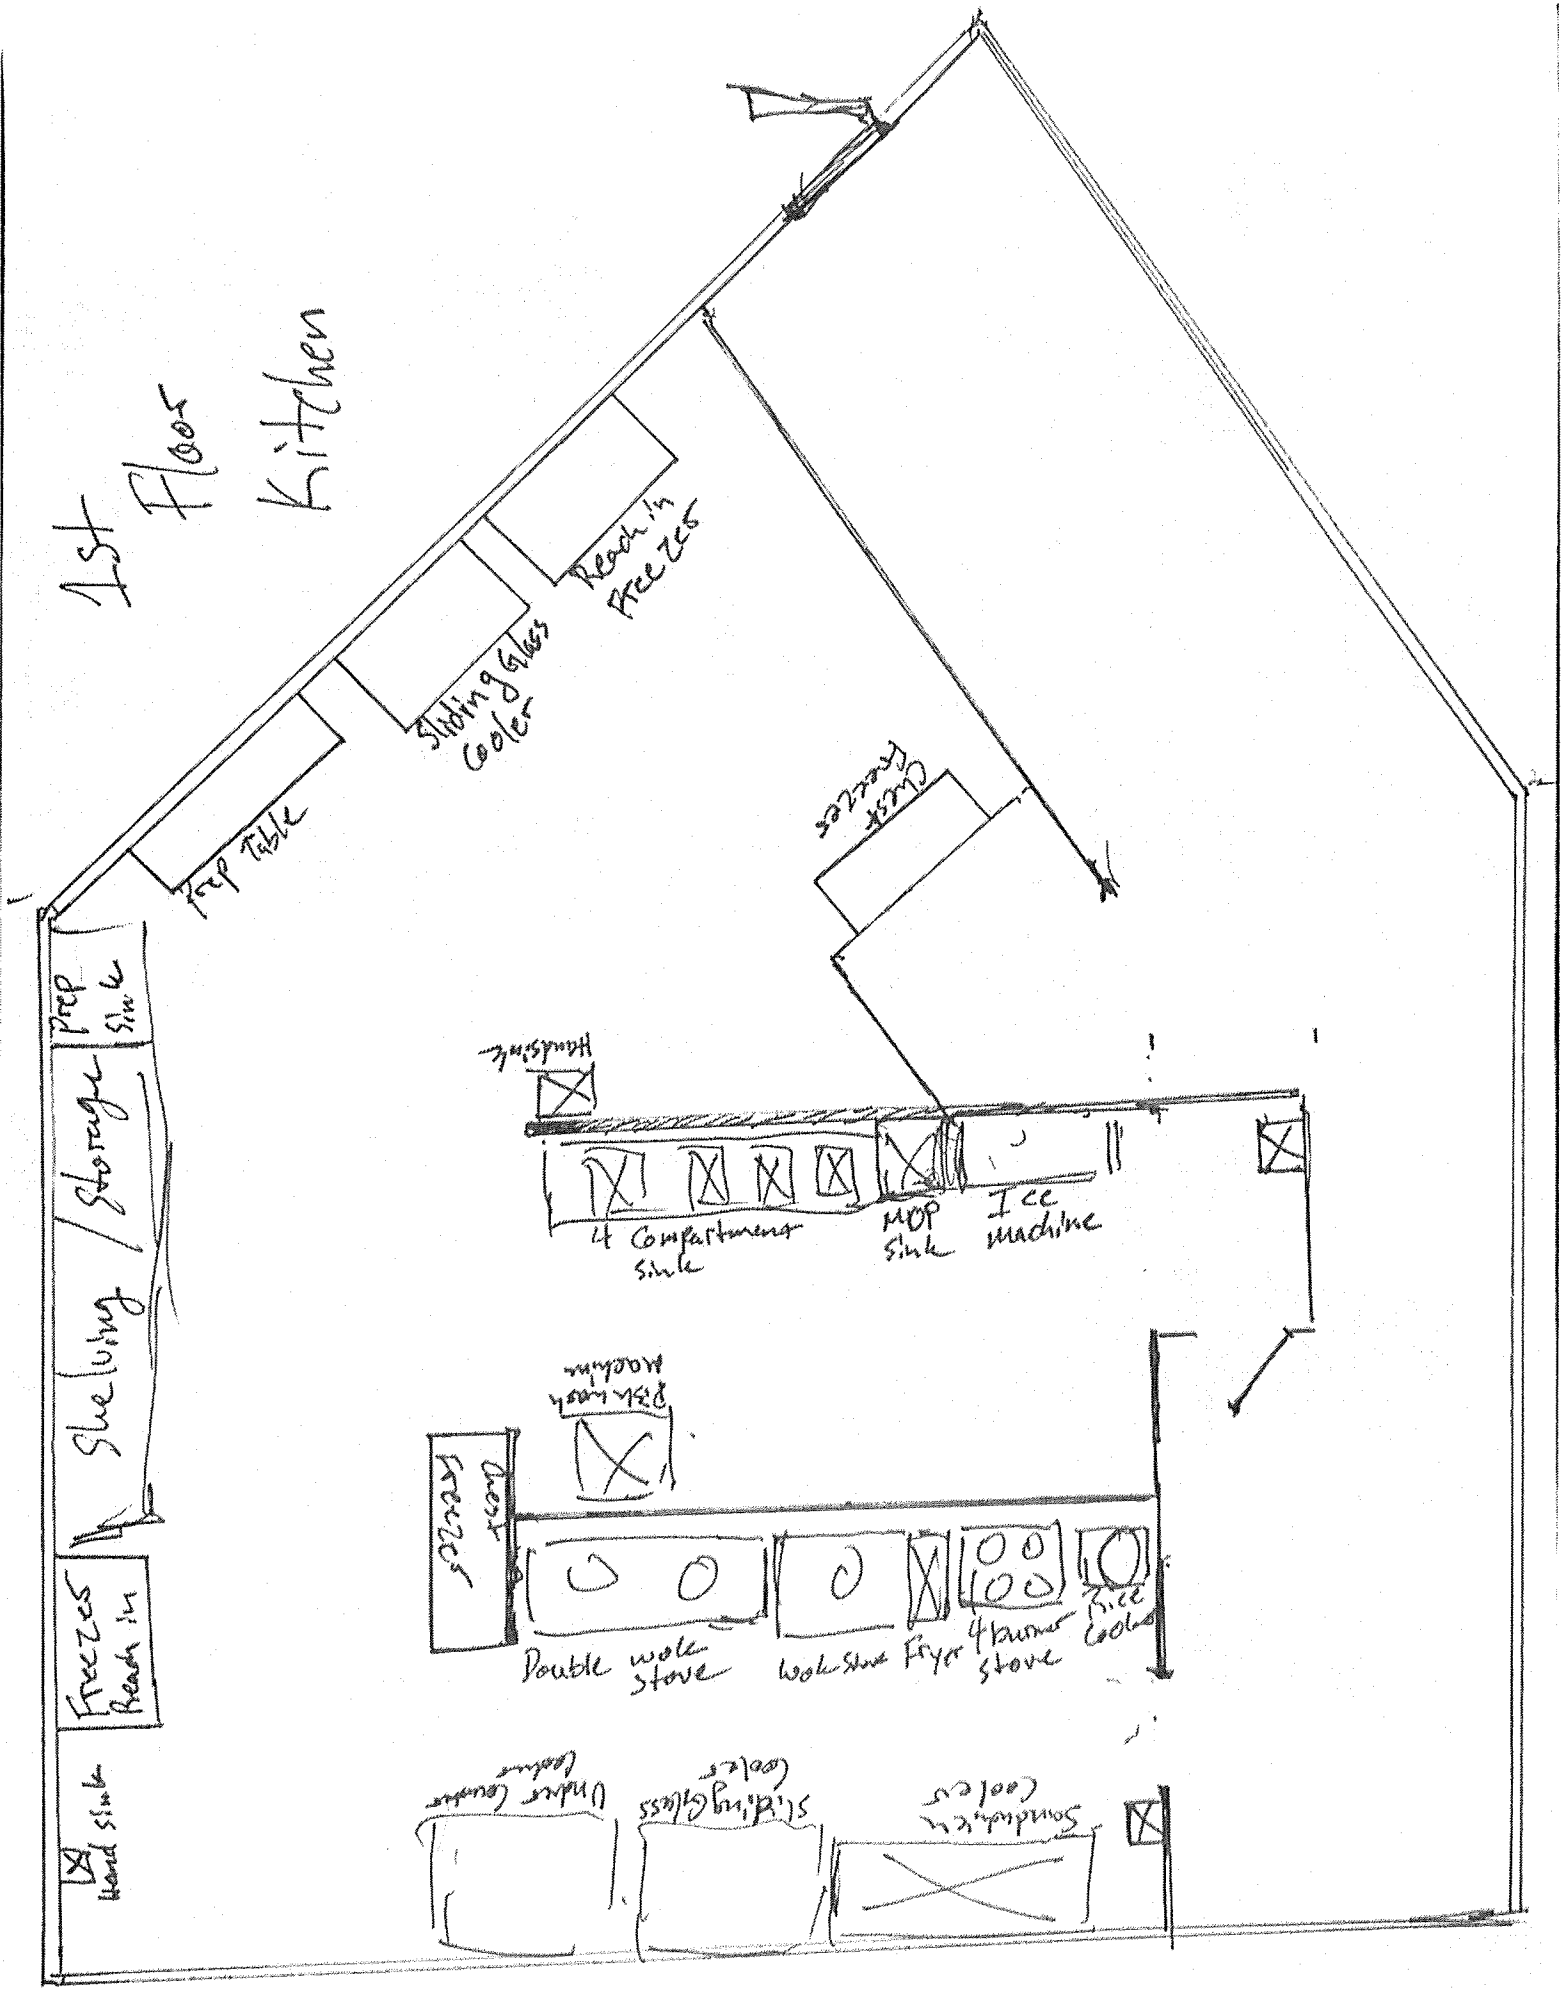 1st
Floor
Kitchen
Reach in
Freezer
Sliding Glass
Cooler
Prep Table
Chest
Freezer
Prep
Sink
Shelving / Storage
Handsink
4 Compartment
Sink
MOP
Sink
Ice
Machine
Dishwash
Machine
Chest
Freezer
Freezer
Reach in
Double wok
Stove
Wok Stove
Fryer
4 burner
Stove
Rice
Cooker
Hand Sink
Under Counter
Cooler
Sliding Glass
Cooler
Sandwich
Cooler